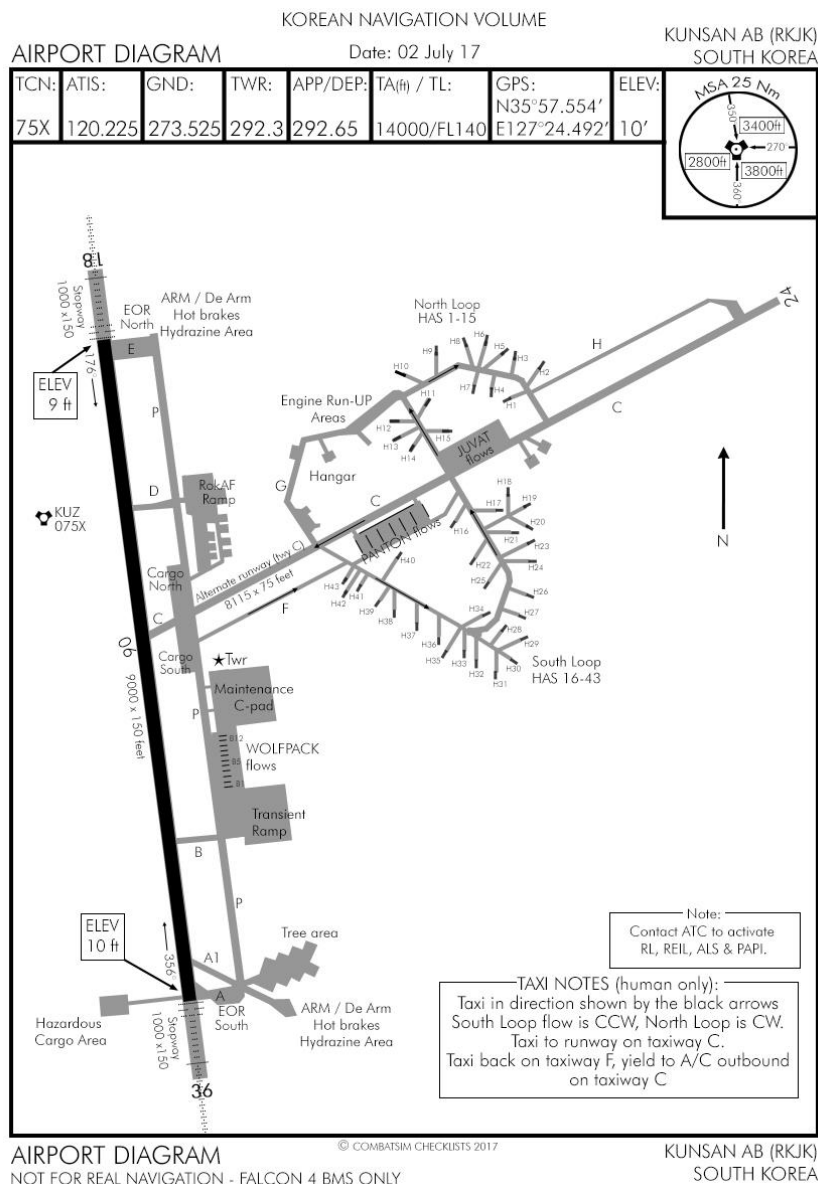 KOREAN NAVIGATION VOLUME
AIRPORT DIAGRAM
Date: 02 July 17
KUNSAN AB (RKJK)
SOUTH KOREA
TCN: ATIS: GND: TWR: APP/DEP: TA(ft) / TL: GPS: ELEV:
N35°57.554'
75X 120.225 273.525 292.3 292.65 14000/FL140 E127°24.492' 10'
MSA 25 Nm
350°
3400ft
270°
2800ft
3800ft
360°
18
Stopway
1000 x150
EOR
North
ARM / De Arm
Hot brakes
Hydrazine Area
E
176°
ELEV
9 ft
P
North Loop
HAS 1-15
24
H
C
H10
H9
H8
H6
H5
H3
H2
H7
H4
H1
H11
H12
H13
H14
H15
Engine Run-UP
Areas
JUVAT
flows
Hangar
G
C
D
RokAF
Ramp
KUZ
075X
PANTON flows
H18
H17
H19
H20
H16
H21
H23
H22
H24
H25
H26
H27
H40
H43
H42
H41
H39
H38
H37
H36
H35
H34
H33
H32
H31
H30
H29
H28
South Loop
HAS 16-43
Cargo
North
Alternate runway (twy C)
8115 x 75 feet
F
C
06
Cargo
South
Twr
9000 x 150 feet
Maintenance
C-pad
P
B12
WOLFPACK
flows
B5
B1
Transient
Ramp
B
P
ELEV
10 ft
356°
A1
Tree area
A
EOR
South
ARM / De Arm
Hot brakes
Hydrazine Area
Hazardous
Cargo Area
Stopway
1000 x150
36
N
Note:
Contact ATC to activate
RL, REIL, ALS & PAPI.
TAXI NOTES (human only):
Taxi in direction shown by the black arrows
South Loop flow is CCW, North Loop is CW.
Taxi to runway on taxiway C.
Taxi back on taxiway F, yield to A/C outbound
on taxiway C
© COMBATSIM CHECKLISTS 2017
AIRPORT DIAGRAM
NOT FOR REAL NAVIGATION - FALCON 4 BMS ONLY
KUNSAN AB (RKJK)
SOUTH KOREA